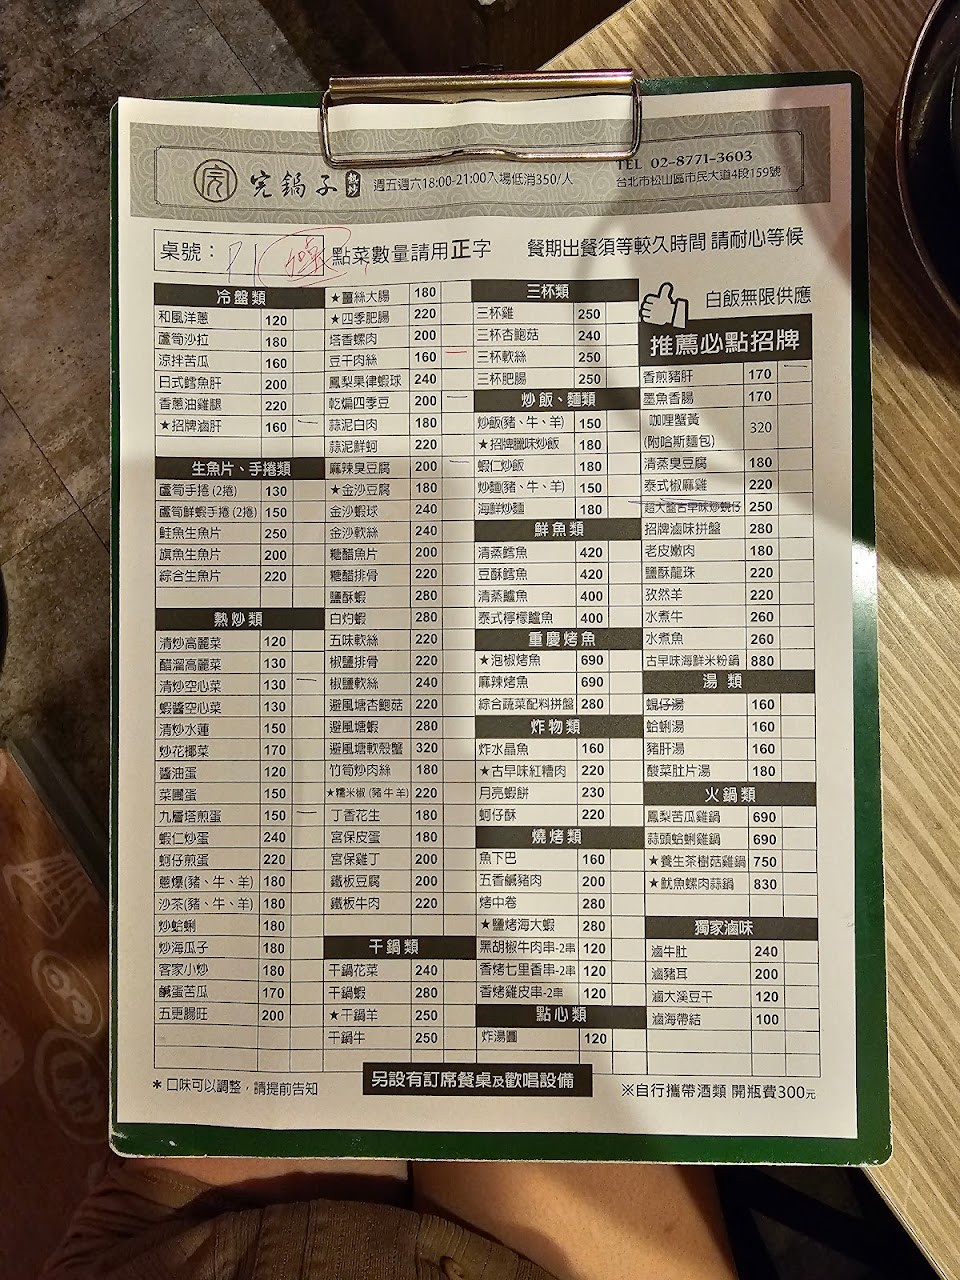 完鍋子 熱炒
週五週六18:00-21:00入場低消350/人
TEL 02-8771-3603
台北市松山區市民大道4段159號
桌號：
點菜數量請用正字
餐期出餐須等較久時間 請耐心等候
冷盤類
和風洋蔥 120
蘆筍沙拉 180
涼拌苦瓜 160
日式鱈魚肝 200
香蔥油雞腿 220
★招牌滷肝 160
生魚片、手捲類
蘆筍手捲(2捲) 130
蘆筍鮮蝦手捲(2捲) 150
鮭魚生魚片 250
旗魚生魚片 200
綜合生魚片 220
熱炒類
清炒高麗菜 120
醋溜高麗菜 130
清炒空心菜 130
蝦醬空心菜 130
清炒水蓮 150
炒花椰菜 170
醬油蛋 120
菜圃蛋 150
九層塔煎蛋 150
蝦仁炒蛋 240
蚵仔煎蛋 220
蔥爆(豬、牛、羊) 180
沙茶(豬、牛、羊) 180
炒蛤蜊 180
炒海瓜子 180
客家小炒 180
鹹蛋苦瓜 170
五更腸旺 200
★薑絲大腸 180
★四季肥腸 220
塔香螺肉 200
豆干肉絲 160
鳳梨果律蝦球 240
乾煸四季豆 200
蒜泥白肉 180
蒜泥鮮蚵 220
麻辣臭豆腐 200
★金沙豆腐 180
金沙蝦球 240
金沙軟絲 240
糖醋魚片 200
糖醋排骨 220
鹽酥蝦 280
白灼蝦 280
五味軟絲 220
椒鹽排骨 220
椒鹽軟絲 240
避風塘杏鮑菇 220
避風塘蝦 280
避風塘軟殼蟹 320
竹筍炒肉絲 180
★糯米椒(豬牛羊) 220
丁香花生 180
宮保皮蛋 180
宮保雞丁 200
鐵板豆腐 200
鐵板牛肉 220
干鍋類
干鍋花菜 240
干鍋蝦 280
★干鍋羊 250
干鍋牛 250
三杯類
三杯雞 250
三杯杏鮑菇 240
三杯軟絲 250
三杯肥腸 250
炒飯、麵類
炒飯(豬、牛、羊) 150
★招牌臘味炒飯 180
蝦仁炒飯 180
炒麵(豬、牛、羊) 150
海鮮炒麵 180
鮮魚類
清蒸鱈魚 420
豆酥鱈魚 420
清蒸鱸魚 400
泰式檸檬鱸魚 400
重慶烤魚
★泡椒烤魚 690
麻辣烤魚 690
綜合蔬菜配料拼盤 280
炸物類
炸水晶魚 160
★古早味紅糟肉 220
月亮蝦餅 230
蚵仔酥 220
燒烤類
魚下巴 160
五香鹹豬肉 200
烤中卷 280
★鹽烤海大蝦 280
黑胡椒牛肉串-2串 120
香烤七里香串-2串 120
香烤雞皮串-2串 120
點心類
炸湯圓 120
白飯無限供應
推薦必點招牌
香煎豬肝 170
墨魚香腸 170
咖哩蟹黃
(附哈斯麵包) 320
清蒸臭豆腐 180
泰式椒麻雞 220
超大盤古早味炒蜆仔 250
招牌滷味拼盤 280
老皮嫩肉 180
鹽酥龍珠 220
孜然羊 220
水煮牛 260
水煮魚 260
古早味海鮮米粉鍋 880
湯類
蜆仔湯 160
蛤蜊湯 160
豬肝湯 160
酸菜肚片湯 180
火鍋類
鳳梨苦瓜雞鍋 690
蒜頭蛤蜊雞鍋 690
★養生茶樹菇雞鍋 750
★魷魚螺肉蒜鍋 830
獨家滷味
滷牛肚 240
滷豬耳 200
滷大溪豆干 120
滷海帶結 100
＊口味可以調整，請提前告知
另設有訂席餐桌及歡唱設備
※自行攜帶酒類 開瓶費300元